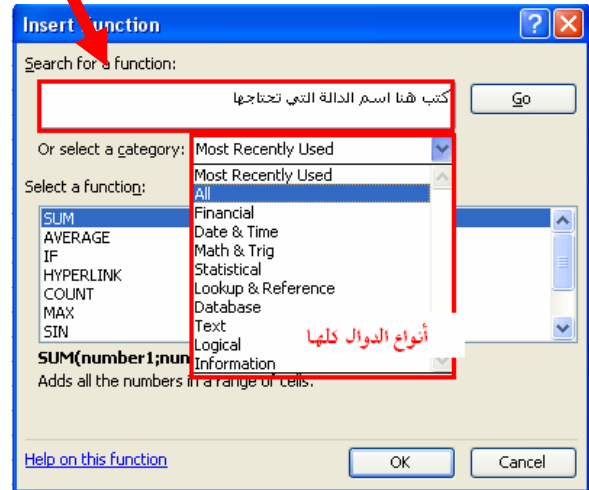 Insert Function
Search for a function:
كتب هنا اسم الدالة التي تحتاجها
Go
Or select a category: Most Recently Used
Most Recently Used
All
Financial
Date & Time
Math & Trig
Statistical
Lookup & Reference
Database
Text
Logical
Information
أنواع الدوال كلها
Select a function:
SUM
AVERAGE
IF
HYPERLINK
COUNT
MAX
SIN
SUM(number1;num
Adds all the numbers in a range of cells.
Help on this function
OK
Cancel